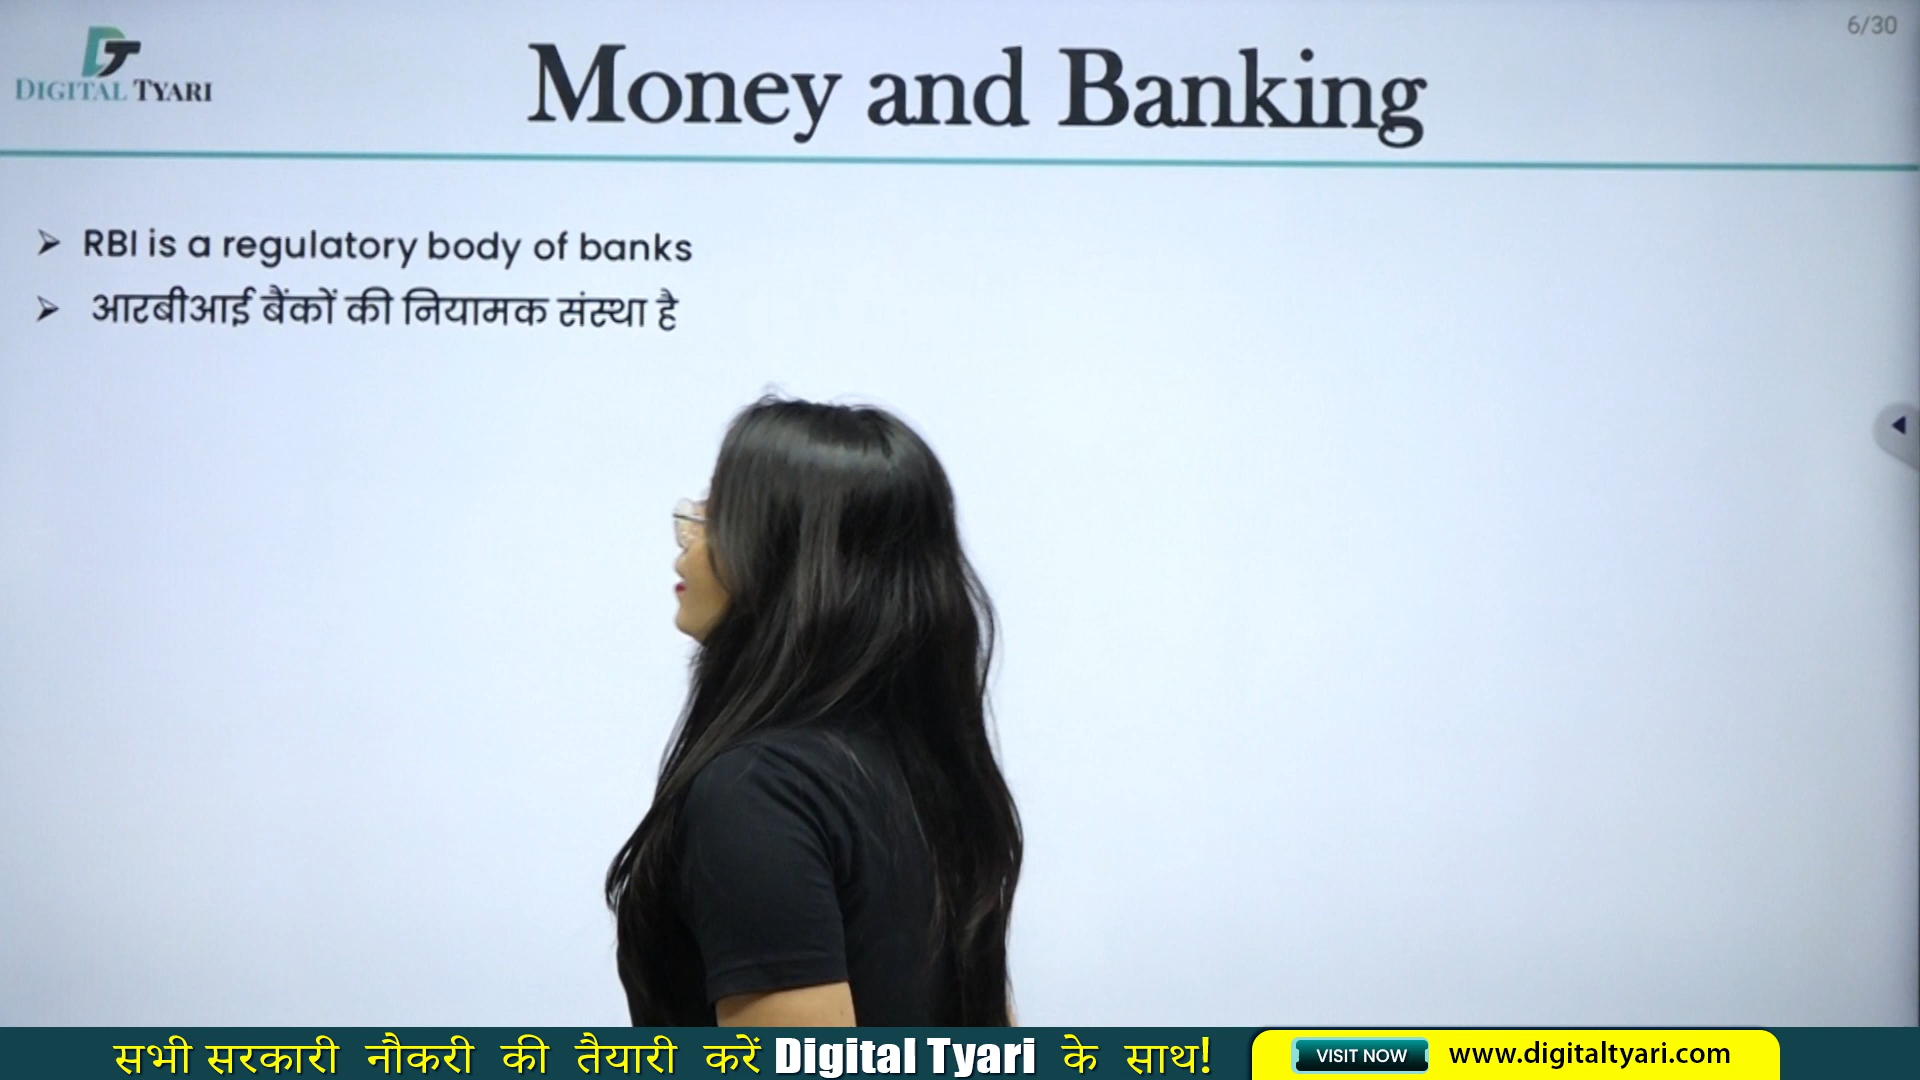 6/30
DT
DIGITAL TYARI
Money and Banking
➤ RBI is a regulatory body of banks
➤ आरबीआई बैंकों की नियामक संस्था है
सभी सरकारी नौकरी की तैयारी करें Digital Tyari के साथ!
VISIT NOW
www.digitaltyari.com